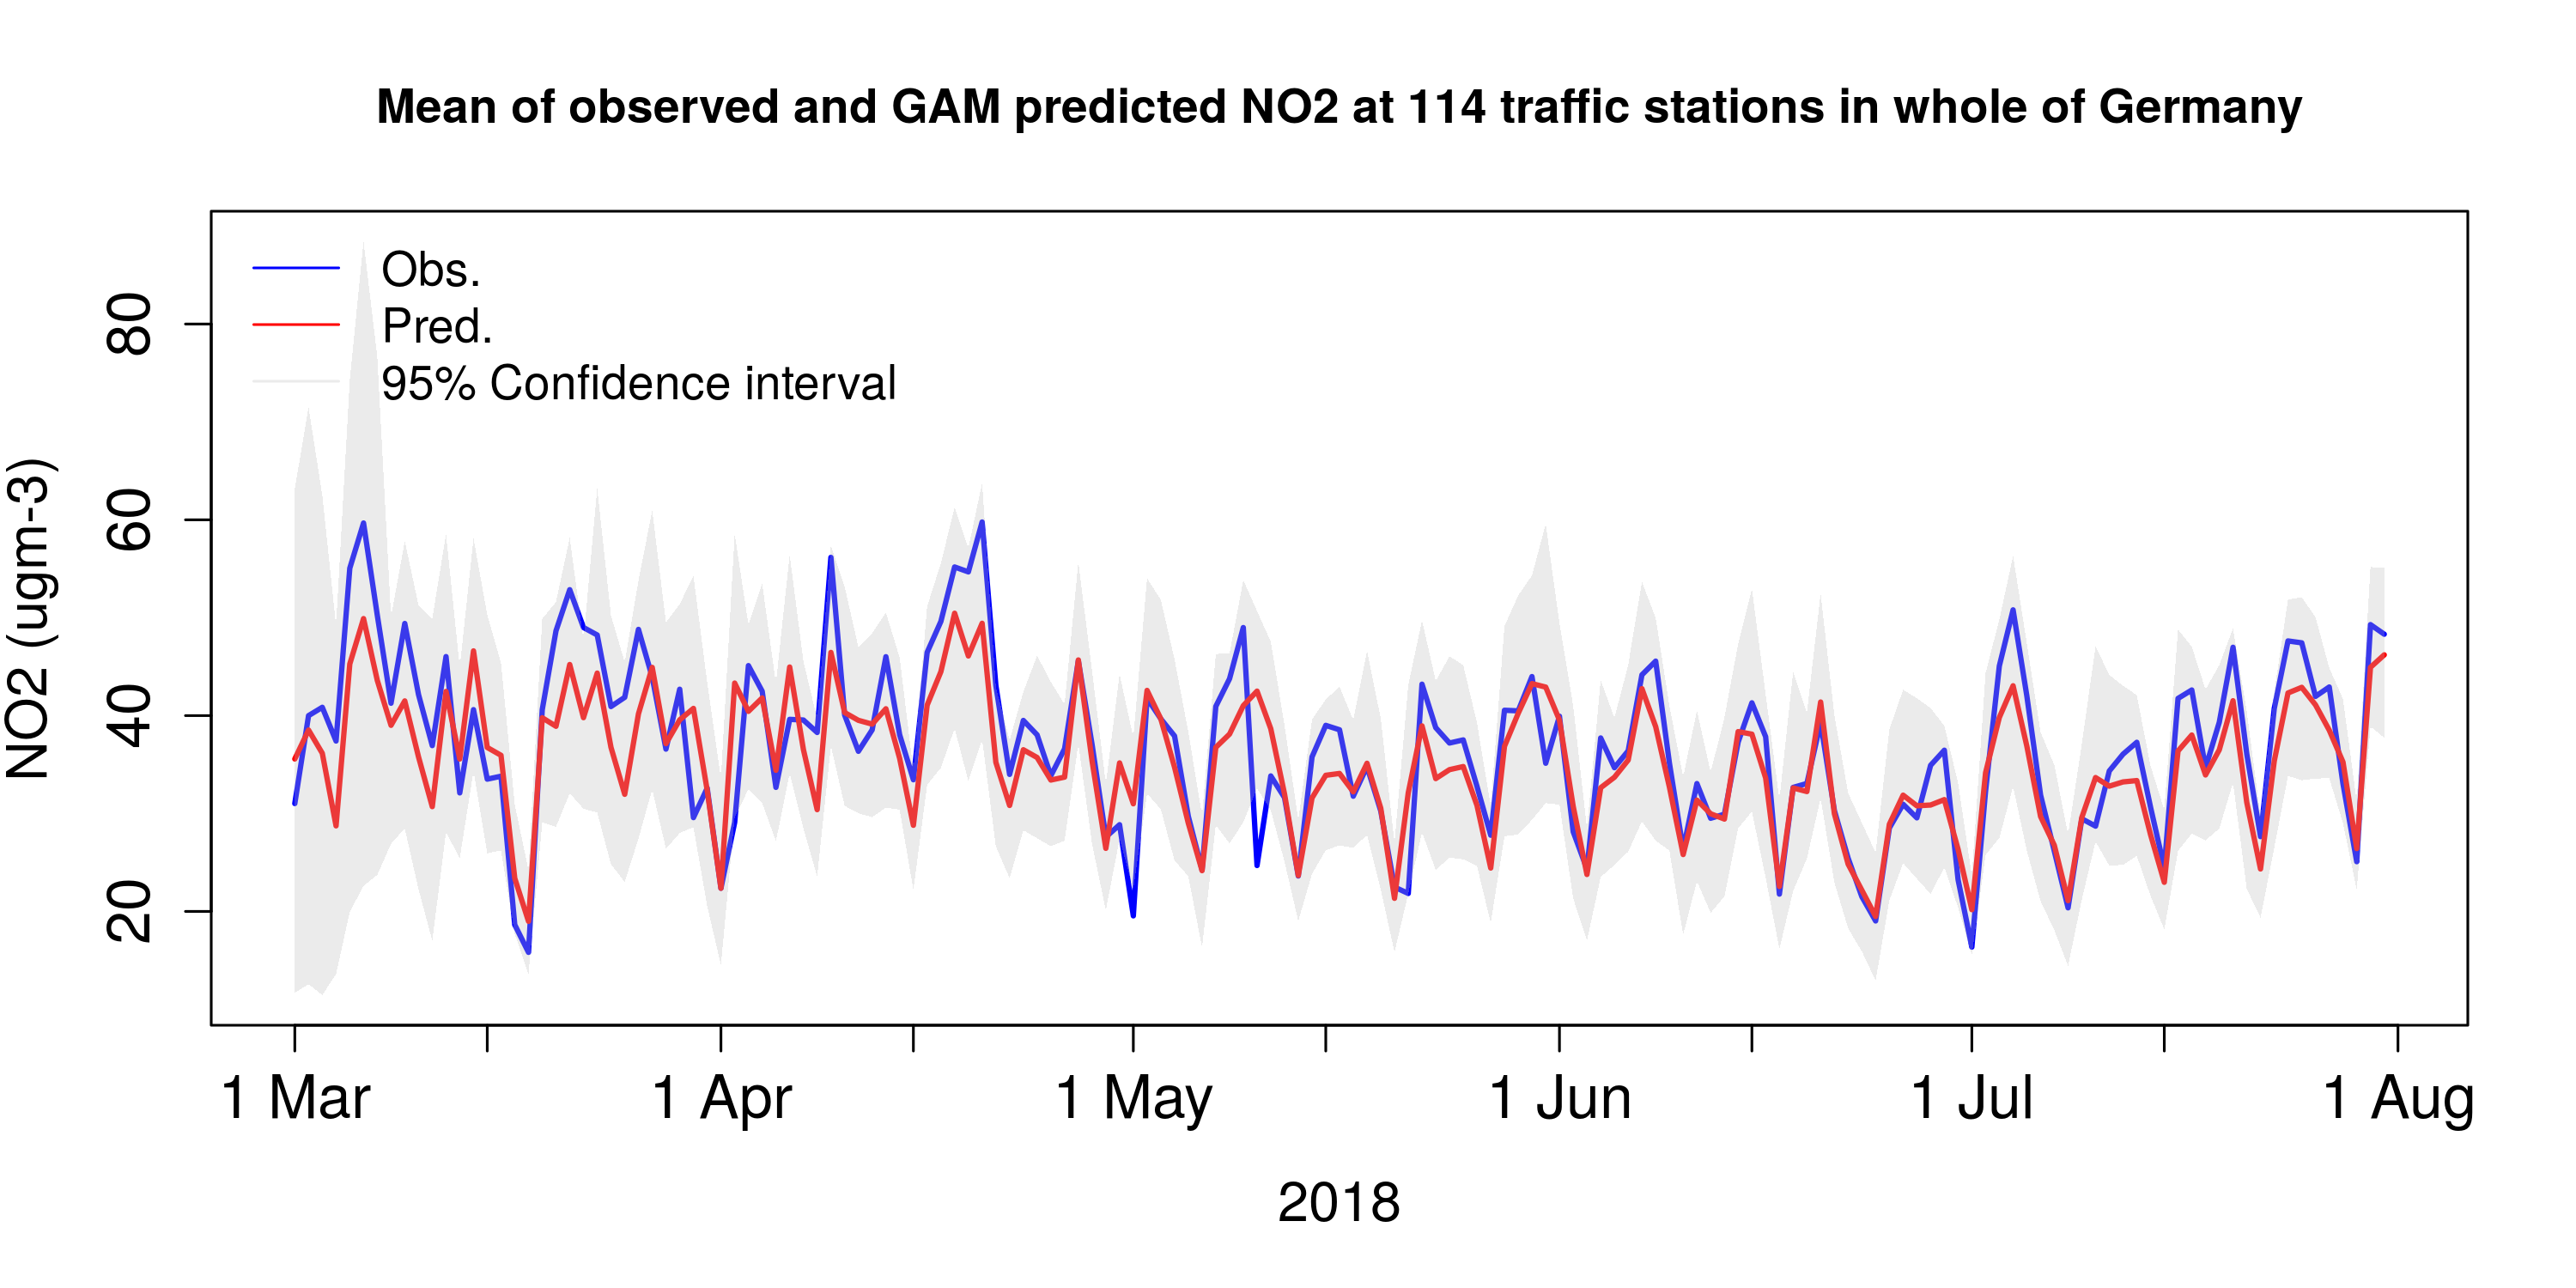 Mean of observed and GAM predicted NO2 at 114 traffic stations in whole of Germany
Obs.
Pred.
95% Confidence interval
NO2 (ugm-3)
80
60
40
20
1 Mar 1 Apr 1 May 1 Jun 1 Jul 1 Aug
2018